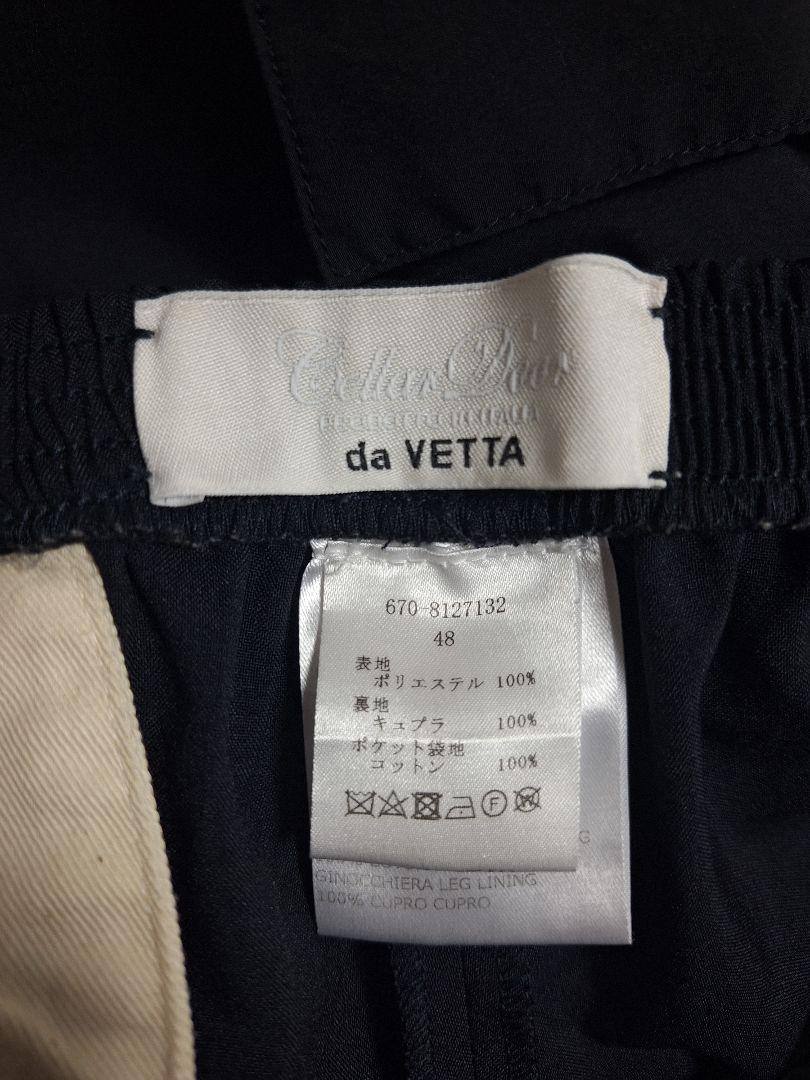 Cellar Door
da VETTA
670-8127132
48
表地
ポリエステル 100%
裏地
キュプラ 100%
ポケット袋地
コットン 100%
F
W
G
GINOCCHIERA LEG LINING
100% CUPRO CUPRO